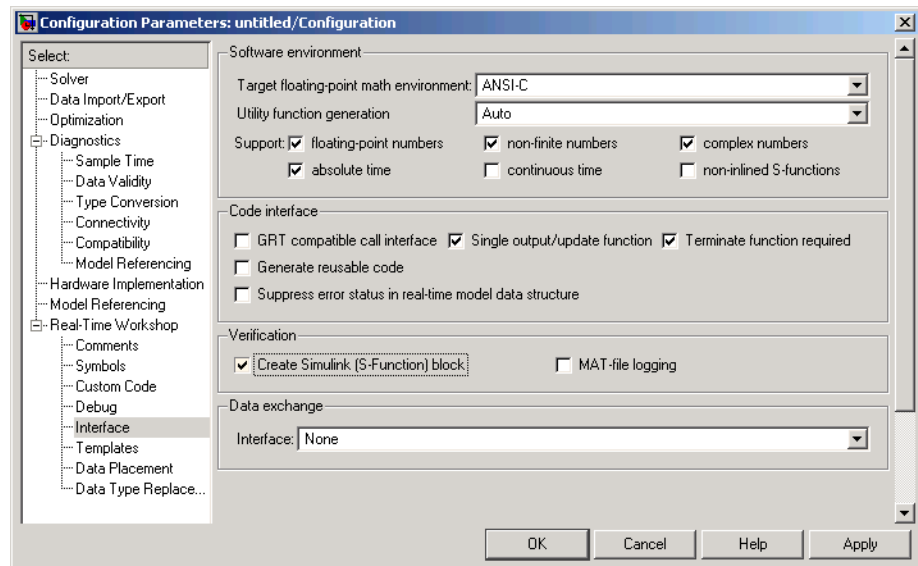 Configuration Parameters: untitled/Configuration
Select:
Solver
Data Import/Export
Optimization
Diagnostics
Sample Time
Data Validity
Type Conversion
Connectivity
Compatibility
Model Referencing
Hardware Implementation
Model Referencing
Real-Time Workshop
Comments
Symbols
Custom Code
Debug
Interface
Templates
Data Placement
Data Type Replace...
Software environment
Target floating-point math environment: ANSI-C
Utility function generation Auto
Support: floating-point numbers non-finite numbers complex numbers
absolute time continuous time non-inlined S-functions
Code interface
GRT compatible call interface Single output/update function Terminate function required
Generate reusable code
Suppress error status in real-time model data structure
Verification
Create Simulink (S-Function) block MAT-file logging
Data exchange
Interface: None
OK Cancel Help Apply